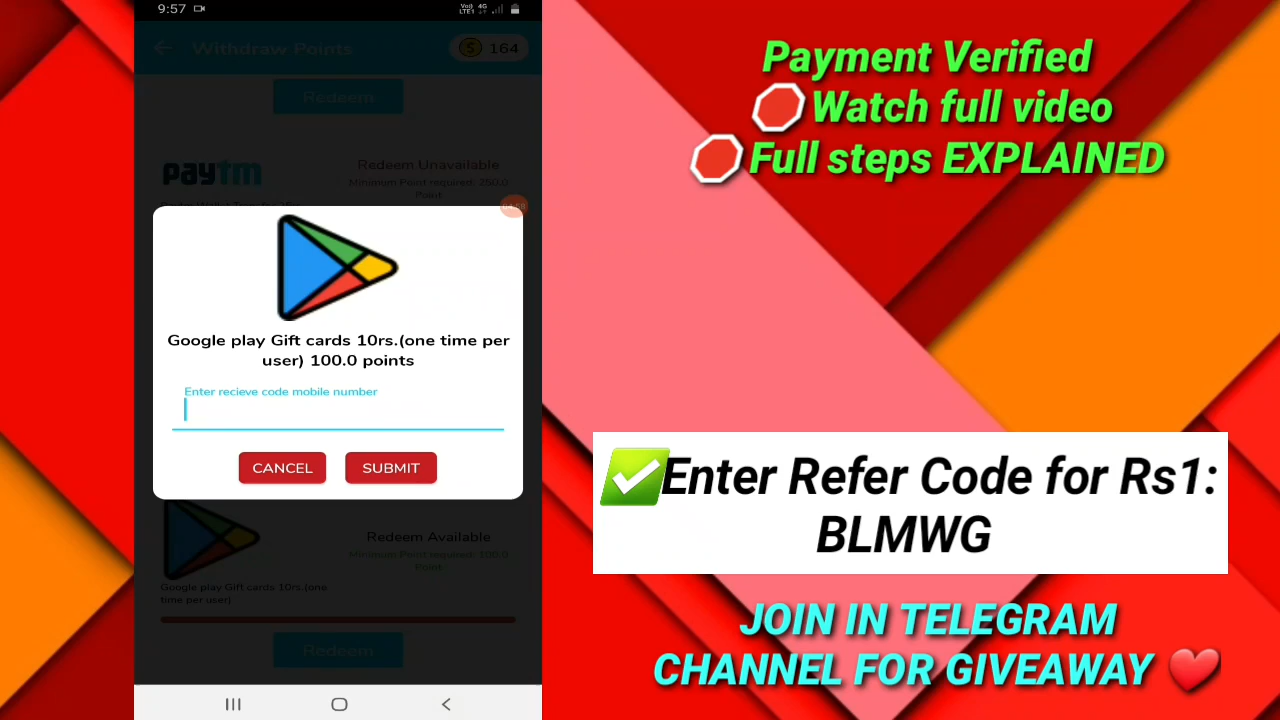 9:57
Withdraw Points
164
Redeem
paytm
Redeem Unavailable
Minimum Point required: 250.0
Point
Google play Gift cards 10rs.(one time per
user) 100.0 points
Enter recieve code mobile number
CANCEL
SUBMIT
Redeem Available
Minimum Point required: 100.0
Point
Google play Gift cards 10rs.(one
time per user)
Redeem
Payment Verified
Watch full video
Full steps EXPLAINED
Enter Refer Code for Rs1:
BLMWG
JOIN IN TELEGRAM
CHANNEL FOR GIVEAWAY